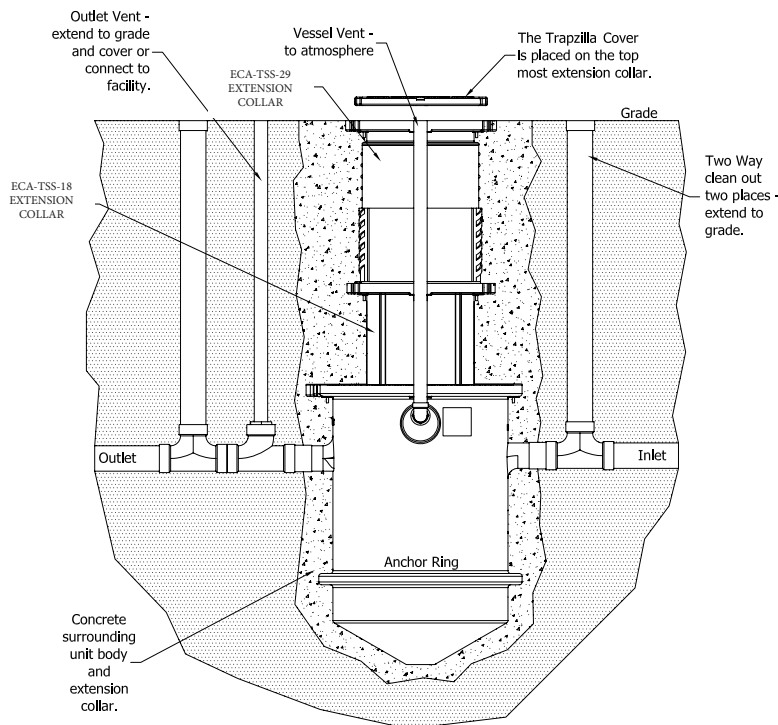 Outlet Vent -
extend to grade
and cover or
connect to
facility.
Vessel Vent -
to atmosphere
The Trapzilla Cover
is placed on the top
most extension collar.
ECA-TSS-29
EXTENSION
COLLAR
Grade
ECA-TSS-18
EXTENSION
COLLAR
Two Way
clean out
two places -
extend to
grade.
Outlet
Inlet
Anchor Ring
Concrete
surrounding
unit body
and
extension
collar.